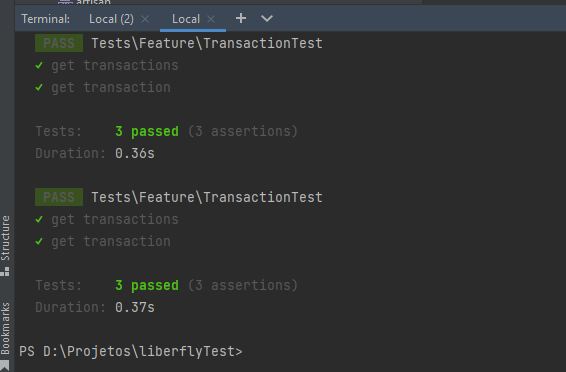 artisan
Terminal: Local (2) × Local × +
PASS Tests\Feature\TransactionTest
✓ get transactions
✓ get transaction
Tests: 3 passed (3 assertions)
Duration: 0.36s
PASS Tests\Feature\TransactionTest
✓ get transactions
✓ get transaction
Tests: 3 passed (3 assertions)
Duration: 0.37s
PS D:\Projetos\liberflyTest>
Structure
Bookmarks